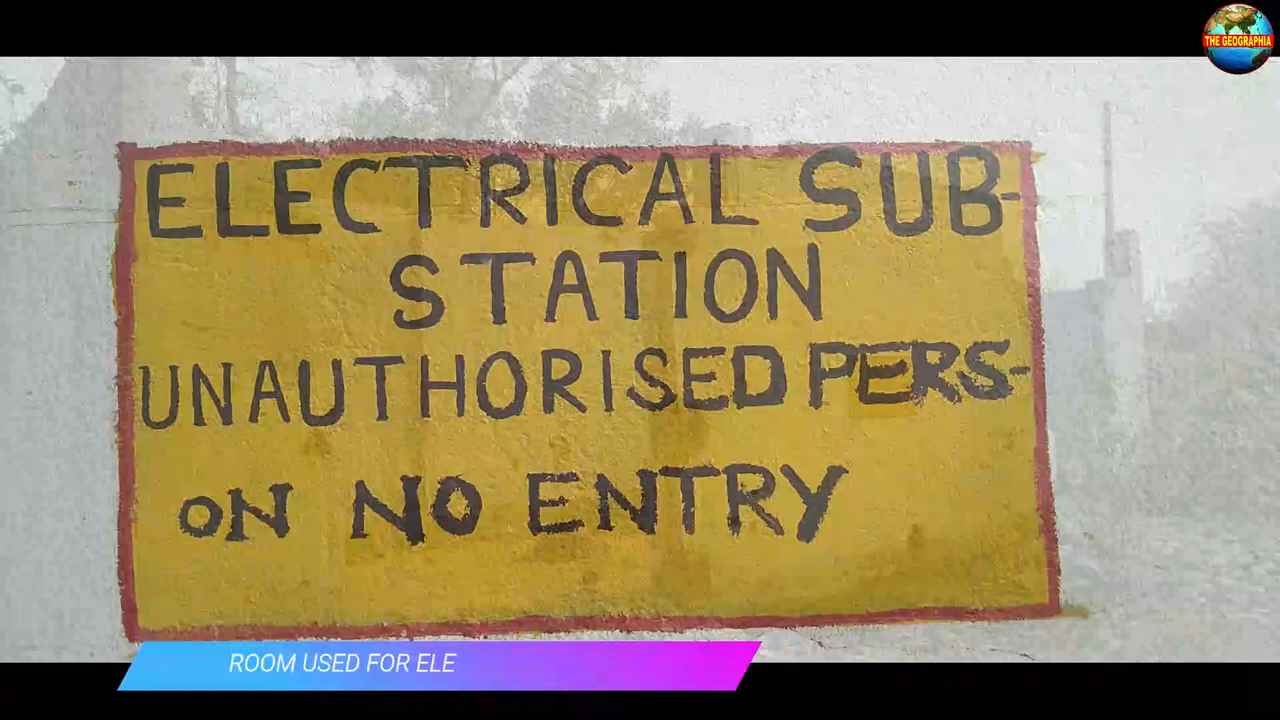 THE GEOGRAPHIA
ELECTRICAL SUB-
STATION
UNAUTHORISED PERS-
ON NO ENTRY
ROOM USED FOR ELE